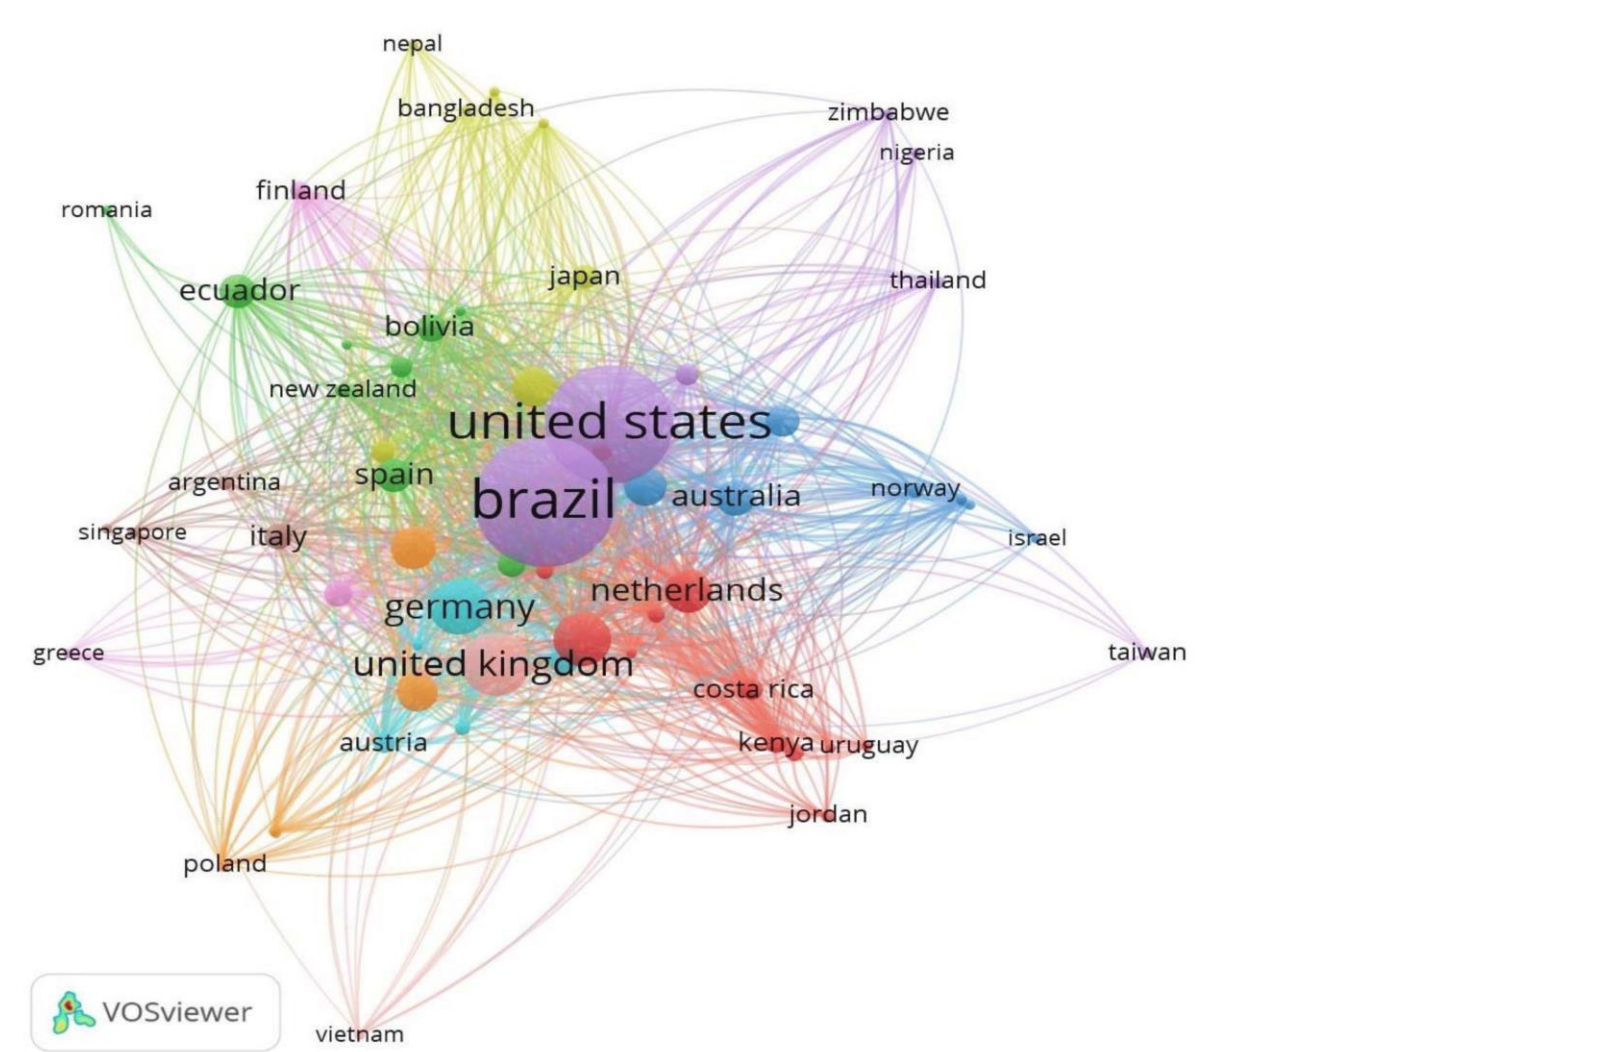 nepal
bangladesh
zimbabwe
nigeria
finland
romania
japan
thailand
ecuador
bolivia
new zealand
united states
spain
argentina
brazil
australia
norway
singapore
italy
israel
netherlands
germany
greece
united kingdom
taiwan
costa rica
austria
kenya
uruguay
jordan
poland
VOSviewer
vietnam